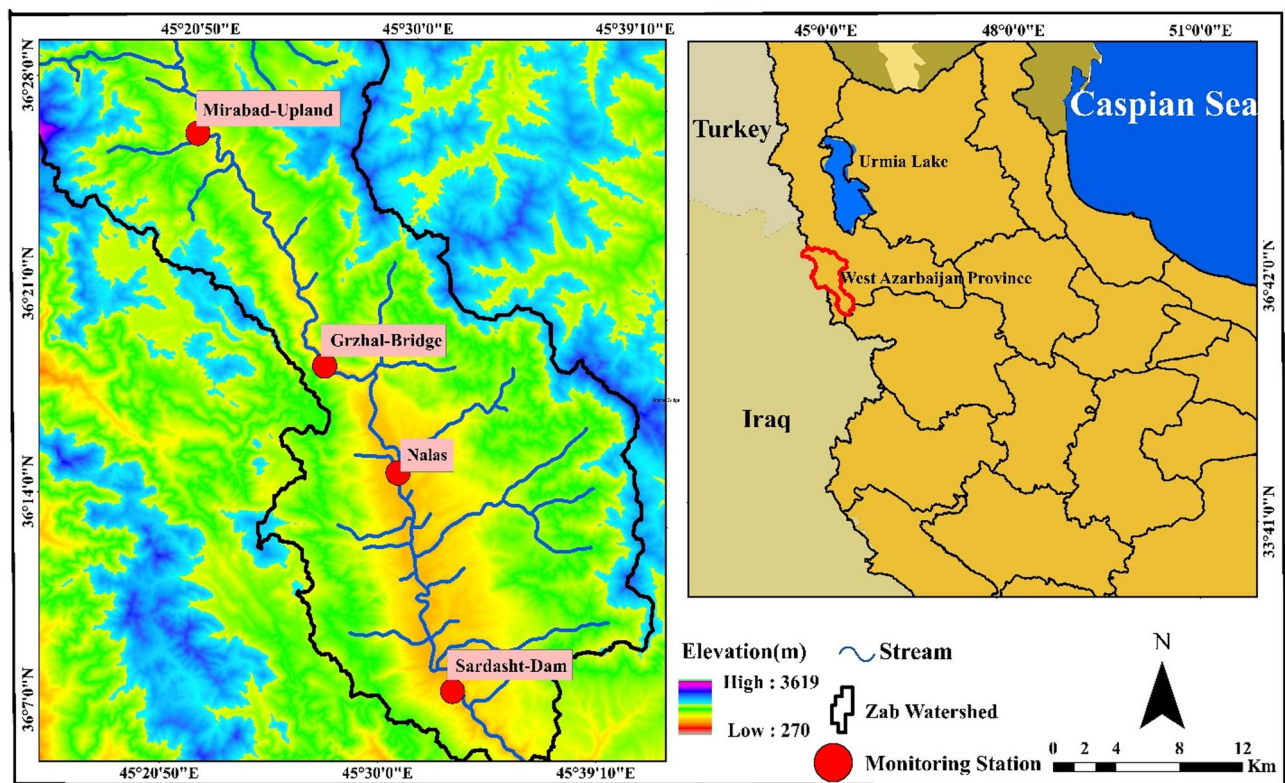 45°20'50"E
45°30'0"E
45°39'10"E
36°28'0"N
36°21'0"N
36°14'0"N
36°7'0"N
Mirabad-Upland
Grzhal-Bridge
Nalas
Sardasht-Dam
45°20'50"E
45°30'0"E
45°39'10"E
45°0'0"E
48°0'0"E
51°0'0"E
Caspian Sea
Turkey
Urmia Lake
West Azarbaijan Province
Iraq
36°42'0"N
33°41'0"N
Elevation(m)
High : 3619
Low : 270
Stream
Zab Watershed
Monitoring Station
N
0 2 4 8 12
Km